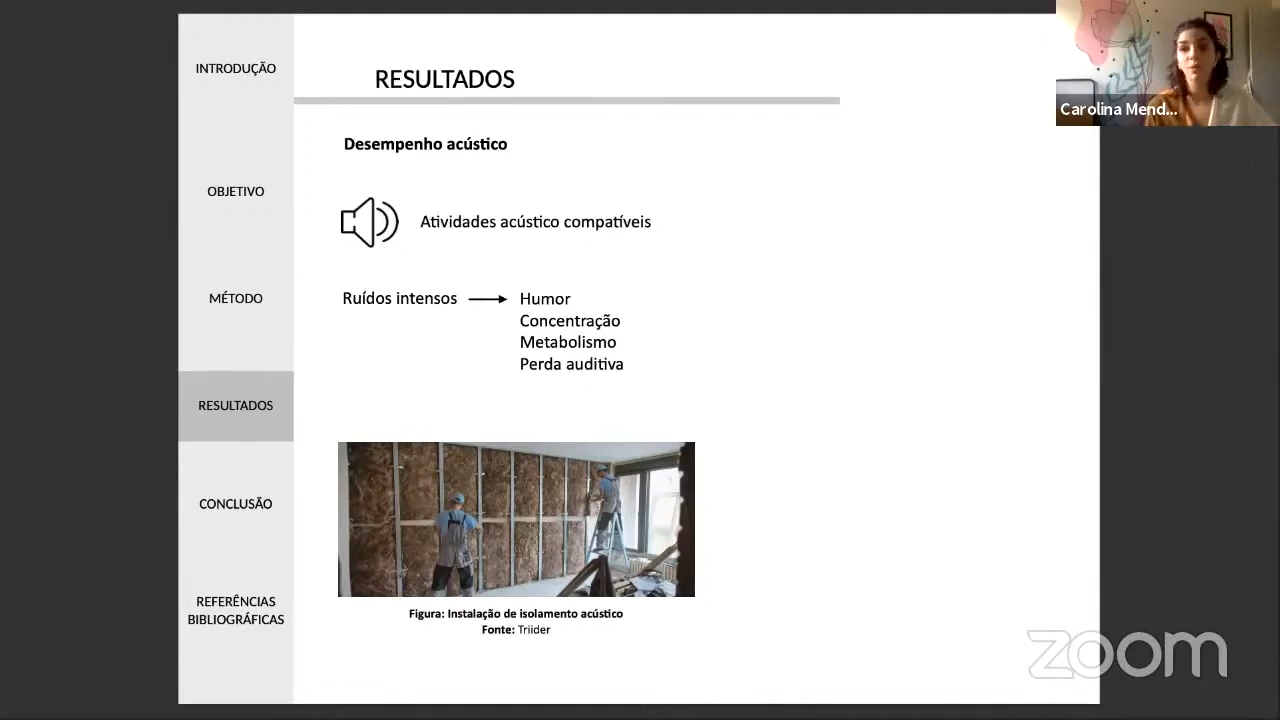 INTRODUÇÃO
OBJETIVO
MÉTODO
RESULTADOS
CONCLUSÃO
REFERÊNCIAS
BIBLIOGRÁFICAS
RESULTADOS
Desempenho acústico
Atividades acústico compatíveis
Ruídos intensos
Humor
Concentração
Metabolismo
Perda auditiva
Figura: Instalação de isolamento acústico
Fonte: Triider
Carolina Mend...
zoom